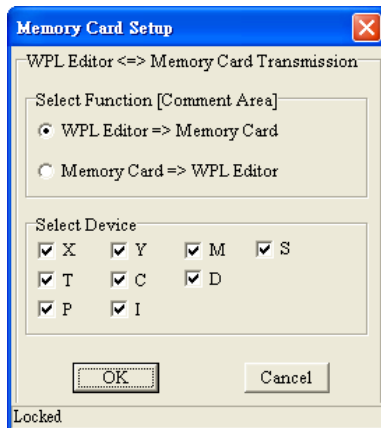 Memory Card Setup
WPL Editor <=> Memory Card Transmission
Select Function [Comment Area]
WPL Editor => Memory Card
Memory Card => WPL Editor
Select Device
X Y M S
T C D
P I
OK Cancel
Locked